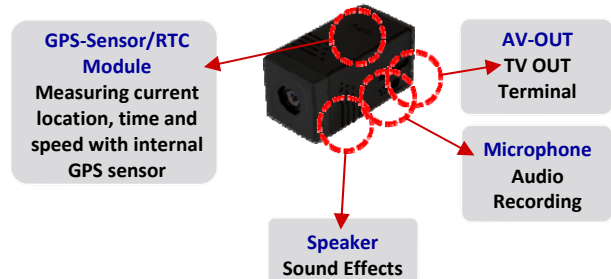 GPS-Sensor/RTC
Module
Measuring current
location, time and
speed with internal
GPS sensor
AV-OUT
TV OUT
Terminal
Microphone
Audio
Recording
Speaker
Sound Effects